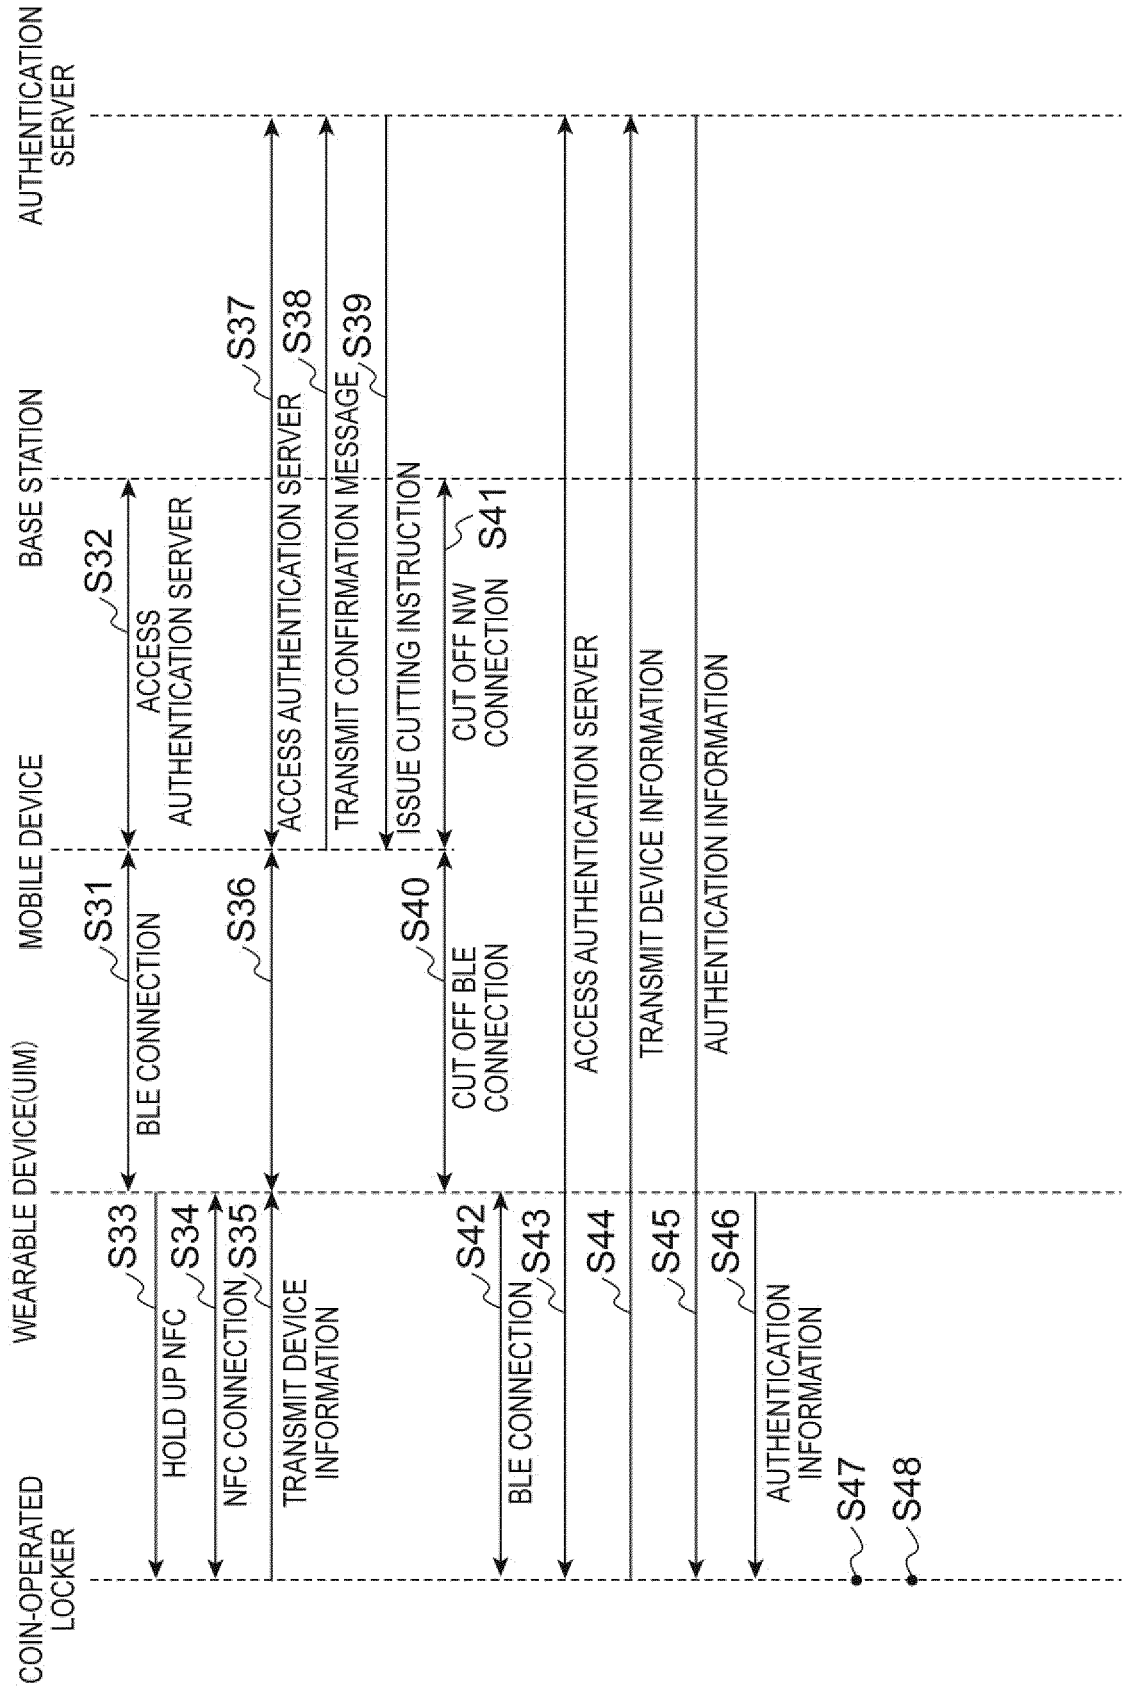 COIN-OPERATED
LOCKER
WEARABLE DEVICE(UIM)
MOBILE DEVICE
BASE STATION
AUTHENTICATION
SERVER
S31
BLE CONNECTION
S32
ACCESS
AUTHENTICATION SERVER
S33
HOLD UP NFC
S34
NFC CONNECTION
S35
TRANSMIT DEVICE
INFORMATION
S36
S37
ACCESS AUTHENTICATION SERVER
S38
TRANSMIT CONFIRMATION MESSAGE
S39
ISSUE CUTTING INSTRUCTION
S40
CUT OFF BLE
CONNECTION
S41
CUT OFF NW
CONNECTION
S42
BLE CONNECTION
S43
ACCESS AUTHENTICATION SERVER
S44
TRANSMIT DEVICE INFORMATION
S45
AUTHENTICATION INFORMATION
S46
AUTHENTICATION
INFORMATION
S47
S48